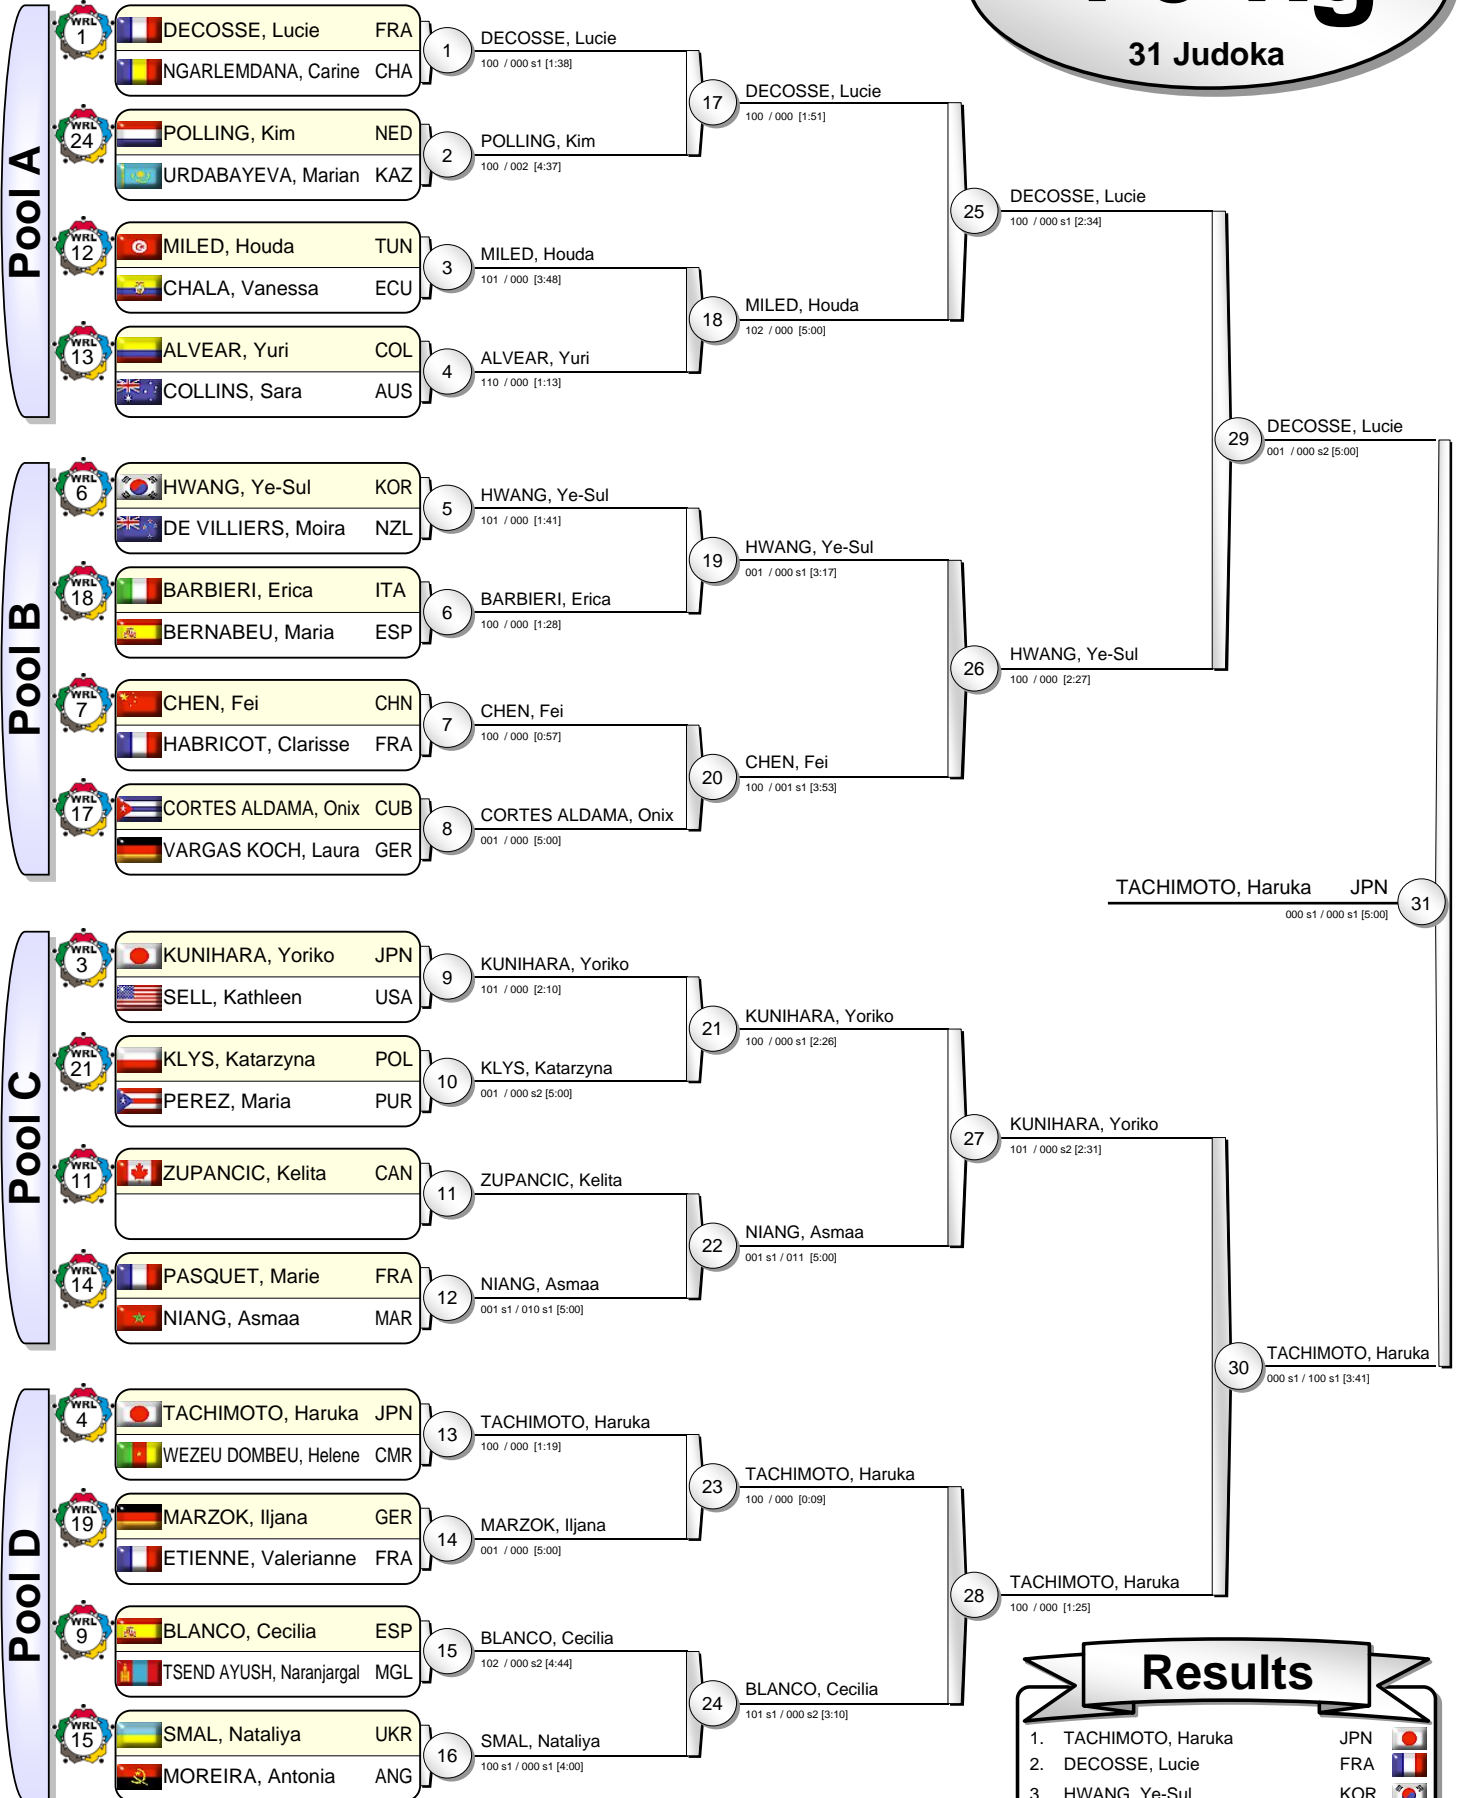 31 Judoka
Pool A
WRL 1
DECOSSE, Lucie FRA
NGARLEMDANA, Carine CHA
1
DECOSSE, Lucie
100 / 000 s1 [1:38]
WRL 24
POLLING, Kim NED
URDABAYEVA, Marian KAZ
2
POLLING, Kim
100 / 002 [4:37]
17
DECOSSE, Lucie
100 / 000 [1:51]
WRL 12
MILED, Houda TUN
CHALA, Vanessa ECU
3
MILED, Houda
101 / 000 [3:48]
WRL 13
ALVEAR, Yuri COL
COLLINS, Sara AUS
4
ALVEAR, Yuri
110 / 000 [1:13]
18
MILED, Houda
102 / 000 [5:00]
25
DECOSSE, Lucie
100 / 000 s1 [2:34]
Pool B
WRL 6
HWANG, Ye-Sul KOR
DE VILLIERS, Moira NZL
5
HWANG, Ye-Sul
101 / 000 [1:41]
WRL 18
BARBIERI, Erica ITA
BERNABEU, Maria ESP
6
BARBIERI, Erica
100 / 000 [1:28]
19
HWANG, Ye-Sul
001 / 000 s1 [3:17]
WRL 7
CHEN, Fei CHN
HABRICOT, Clarisse FRA
7
CHEN, Fei
100 / 000 [0:57]
WRL 17
CORTES ALDAMA, Onix CUB
VARGAS KOCH, Laura GER
8
CORTES ALDAMA, Onix
001 / 000 [5:00]
20
CHEN, Fei
100 / 001 s1 [3:53]
26
HWANG, Ye-Sul
100 / 000 [2:27]
29
DECOSSE, Lucie
001 / 000 s2 [5:00]
TACHIMOTO, Haruka JPN
000 s1 / 000 s1 [5:00]
31
Pool C
WRL 3
KUNIHARA, Yoriko JPN
SELL, Kathleen USA
9
KUNIHARA, Yoriko
101 / 000 [2:10]
WRL 21
KLYS, Katarzyna POL
PEREZ, Maria PUR
10
KLYS, Katarzyna
001 / 000 s2 [5:00]
21
KUNIHARA, Yoriko
100 / 000 s1 [2:26]
WRL 11
ZUPANCIC, Kelita CAN
11
ZUPANCIC, Kelita
WRL 14
PASQUET, Marie FRA
NIANG, Asmaa MAR
12
NIANG, Asmaa
001 s1 / 010 s1 [5:00]
22
NIANG, Asmaa
001 s1 / 011 [5:00]
27
KUNIHARA, Yoriko
101 / 000 s2 [2:31]
Pool D
WRL 4
TACHIMOTO, Haruka JPN
WEZEU DOMBEU, Helene CMR
13
TACHIMOTO, Haruka
100 / 000 [1:19]
WRL 19
MARZOK, Iljana GER
ETIENNE, Valerianne FRA
14
MARZOK, Iljana
001 / 000 [5:00]
23
TACHIMOTO, Haruka
100 / 000 [0:09]
WRL 9
BLANCO, Cecilia ESP
TSEND AYUSH, Naranjargal MGL
15
BLANCO, Cecilia
102 / 000 s2 [4:44]
WRL 15
SMAL, Nataliya UKR
MOREIRA, Antonia ANG
16
SMAL, Nataliya
100 s1 / 000 s1 [4:00]
24
BLANCO, Cecilia
101 s1 / 000 s2 [3:10]
28
TACHIMOTO, Haruka
100 / 000 [1:25]
30
TACHIMOTO, Haruka
000 s1 / 100 s1 [3:41]
Results
1. TACHIMOTO, Haruka JPN
2. DECOSSE, Lucie FRA
3. HWANG, Ye-Sul KOR